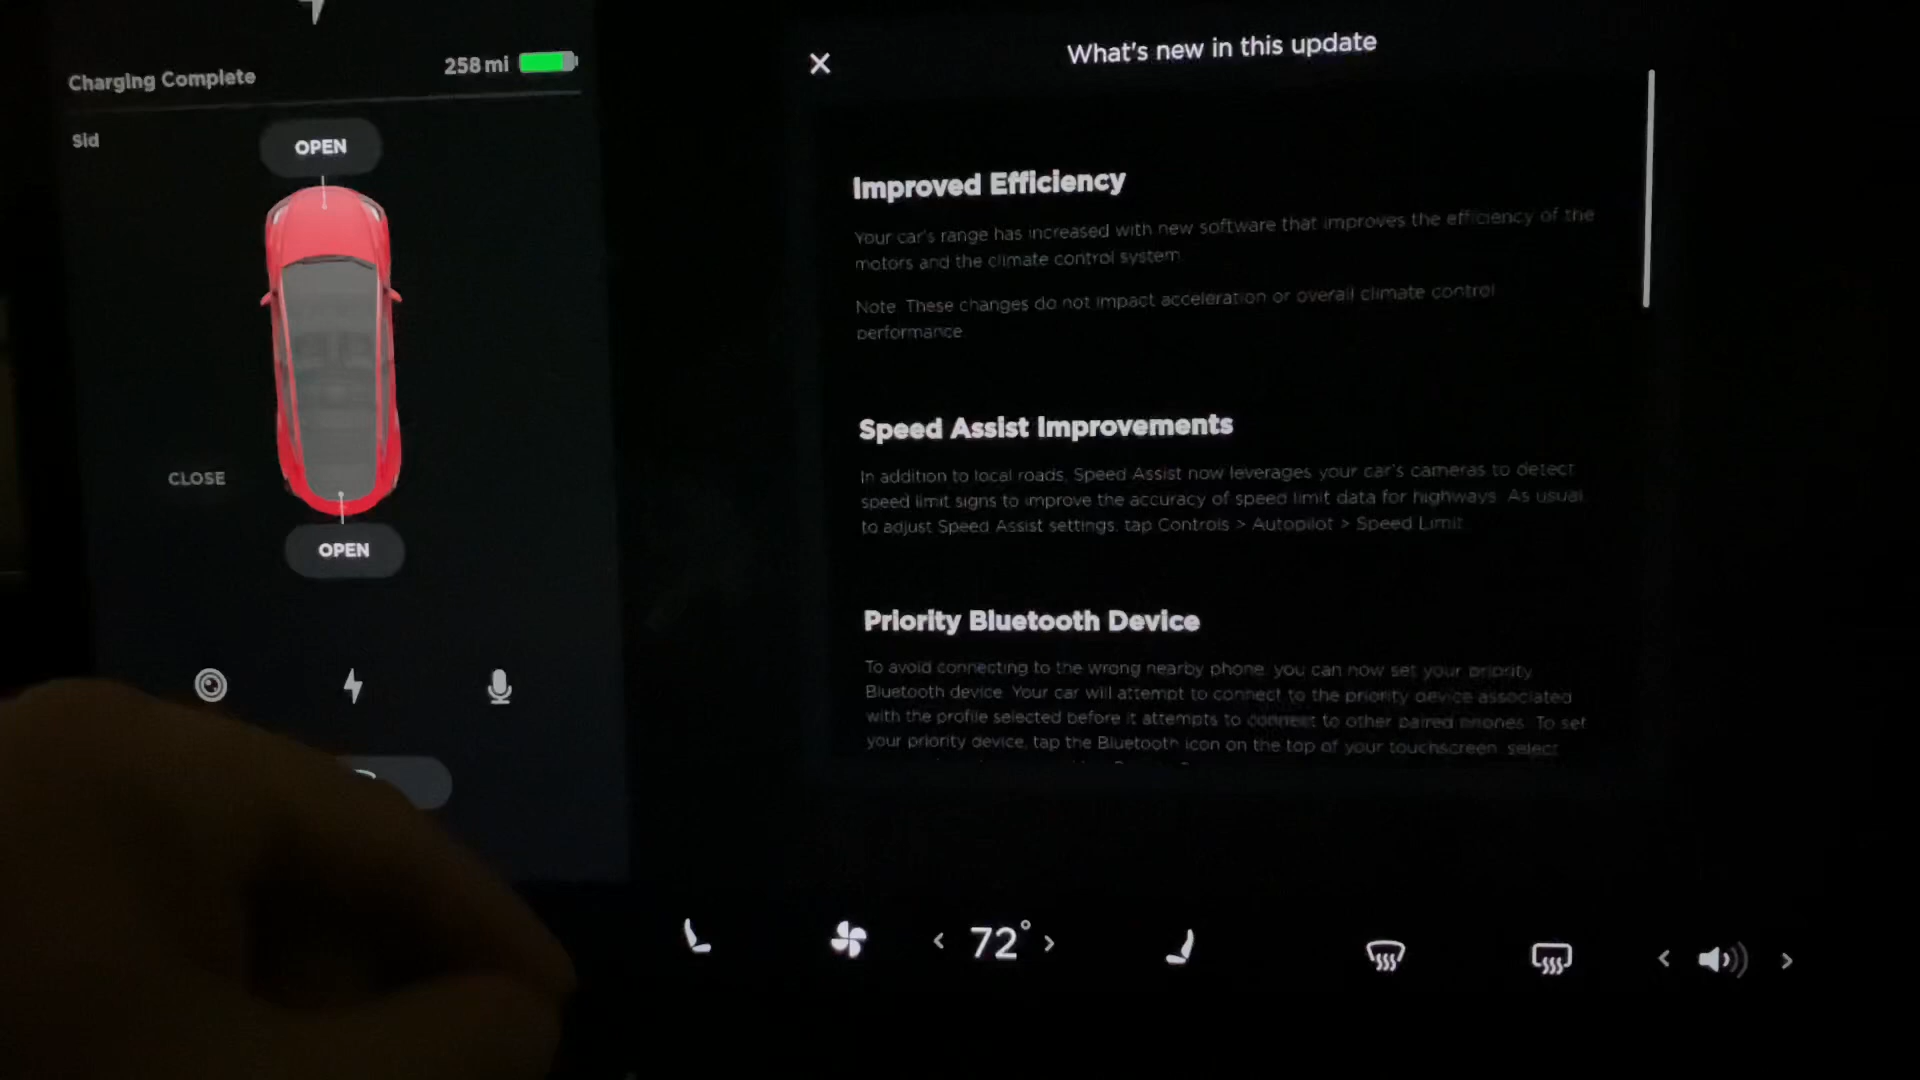 Charging Complete
258 mi
Sid
OPEN
CLOSE
OPEN
What's new in this update
Improved Efficiency
Your car's range has increased with new software that improves the efficiency of the
motors and the climate control system.
Note: These changes do not impact acceleration or overall climate control
performance.
Speed Assist Improvements
In addition to local roads, Speed Assist now leverages your car's cameras to detect
speed limit signs to improve the accuracy of speed limit data for highways. As usual,
to adjust Speed Assist settings, tap Controls > Autopilot > Speed Limit.
Priority Bluetooth Device
To avoid connecting to the wrong nearby phone, you can now set your priority
Bluetooth device. Your car will attempt to connect to the priority device associated
with the profile selected before it attempts to connect to other paired phones. To set
your priority device, tap the Bluetooth icon on the top of your touchscreen, select
72°